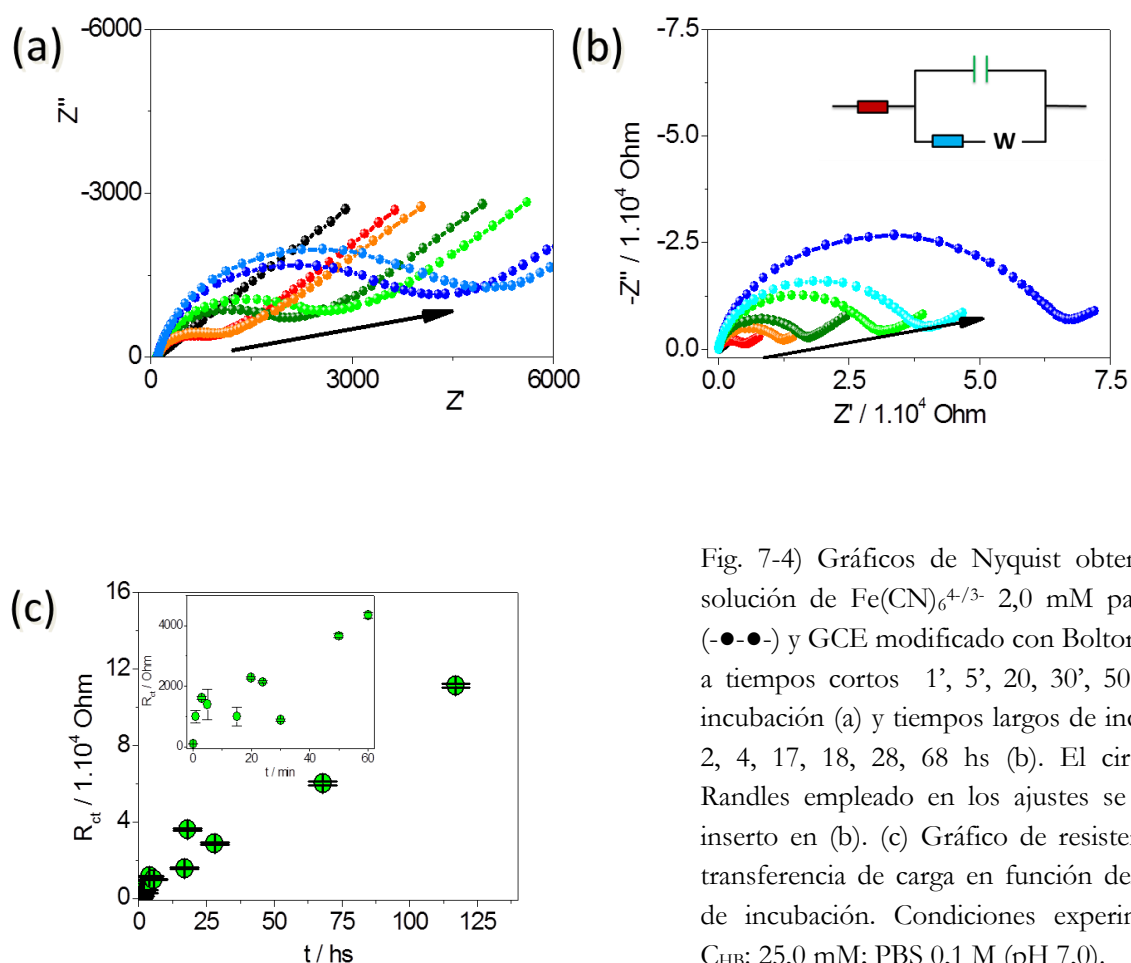 (a)
-6000
Z''
-3000
0
0
3000
6000
Z'
(b)
-7.5
-5.0
-2.5
0.0
-Z'' / 1.10⁴ Ohm
W
0.0
2.5
5.0
7.5
Z' / 1.10⁴ Ohm
(c)
16
12
8
4
0
R_ct / 1.10⁴ Ohm
4000
2000
0
R_ct / Ohm
0
20
40
60
t / min
0
25
50
75
100
125
t / hs
Fig. 7-4) Gráficos de Nyquist obter
solución de Fe(CN)₆⁴⁻/³⁻ 2,0 mM pa
(-●-●-) y GCE modificado con Bolto
a tiempos cortos 1’, 5’, 20, 30’, 50
incubación (a) y tiempos largos de inc
2, 4, 17, 18, 28, 68 hs (b). El cir
Randles empleado en los ajustes se
inserto en (b). (c) Gráfico de resister
transferencia de carga en función de
de incubación. Condiciones experir
C_HB: 25,0 mM; PBS 0,1 M (pH 7,0).